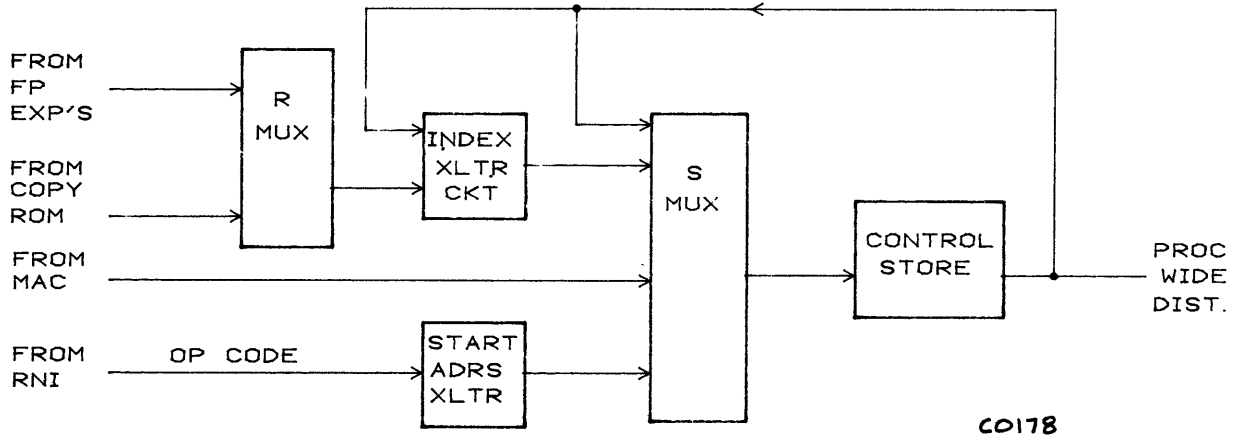 FROM
FP
EXP'S
R
MUX
FROM
COPY
ROM
INDEX
XLTR
CKT
S
MUX
FROM
MAC
CONTROL
STORE
PROC
WIDE
DIST.
FROM
RNI
OP CODE
START
ADRS
XLTR
C0178